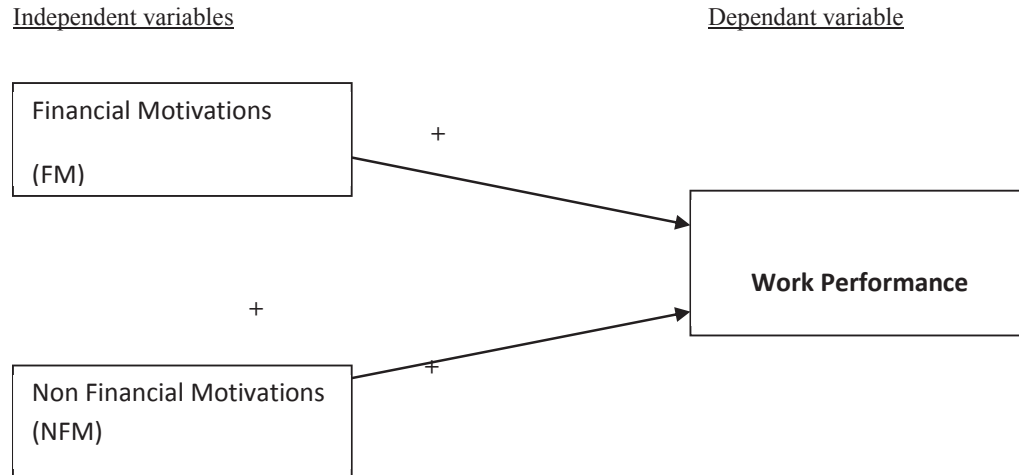 Independent variables
Dependant variable
Financial Motivations
(FM)
+
Work Performance
+
+
Non Financial Motivations
(NFM)